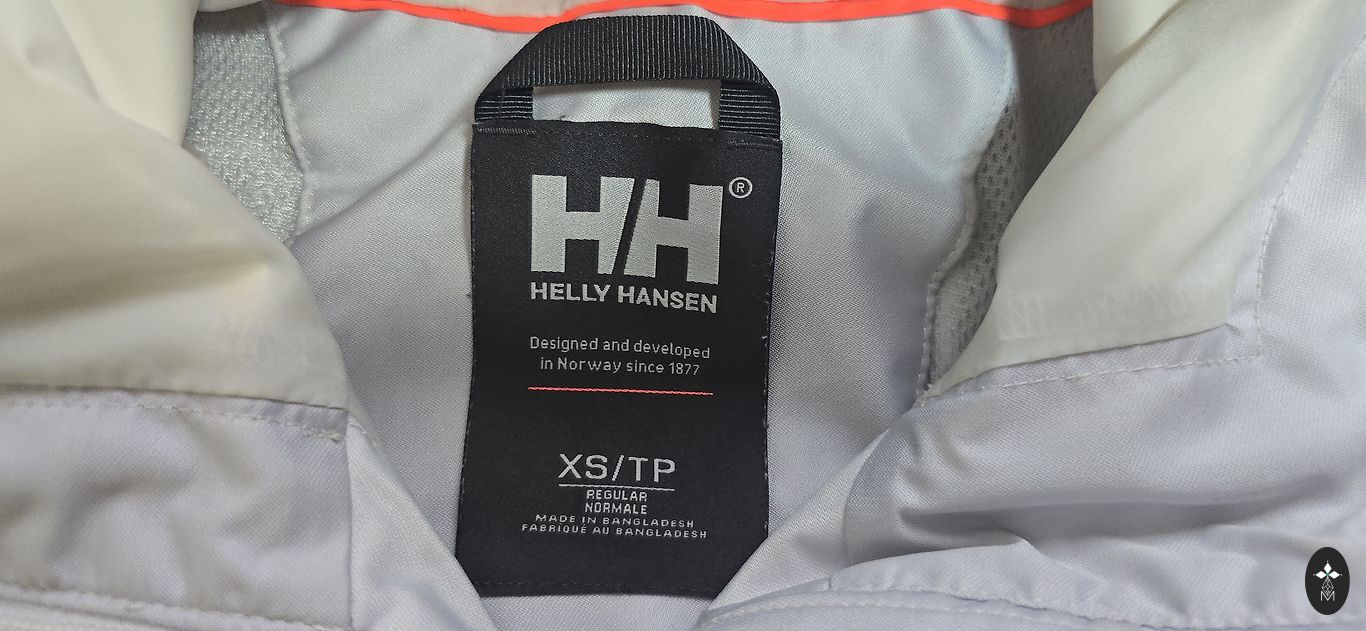 HH®
HELLY HANSEN
Designed and developed
in Norway since 1877
XS/TP
REGULAR
NORMALE
MADE IN BANGLADESH
FABRIQUÉ AU BANGLADESH
M